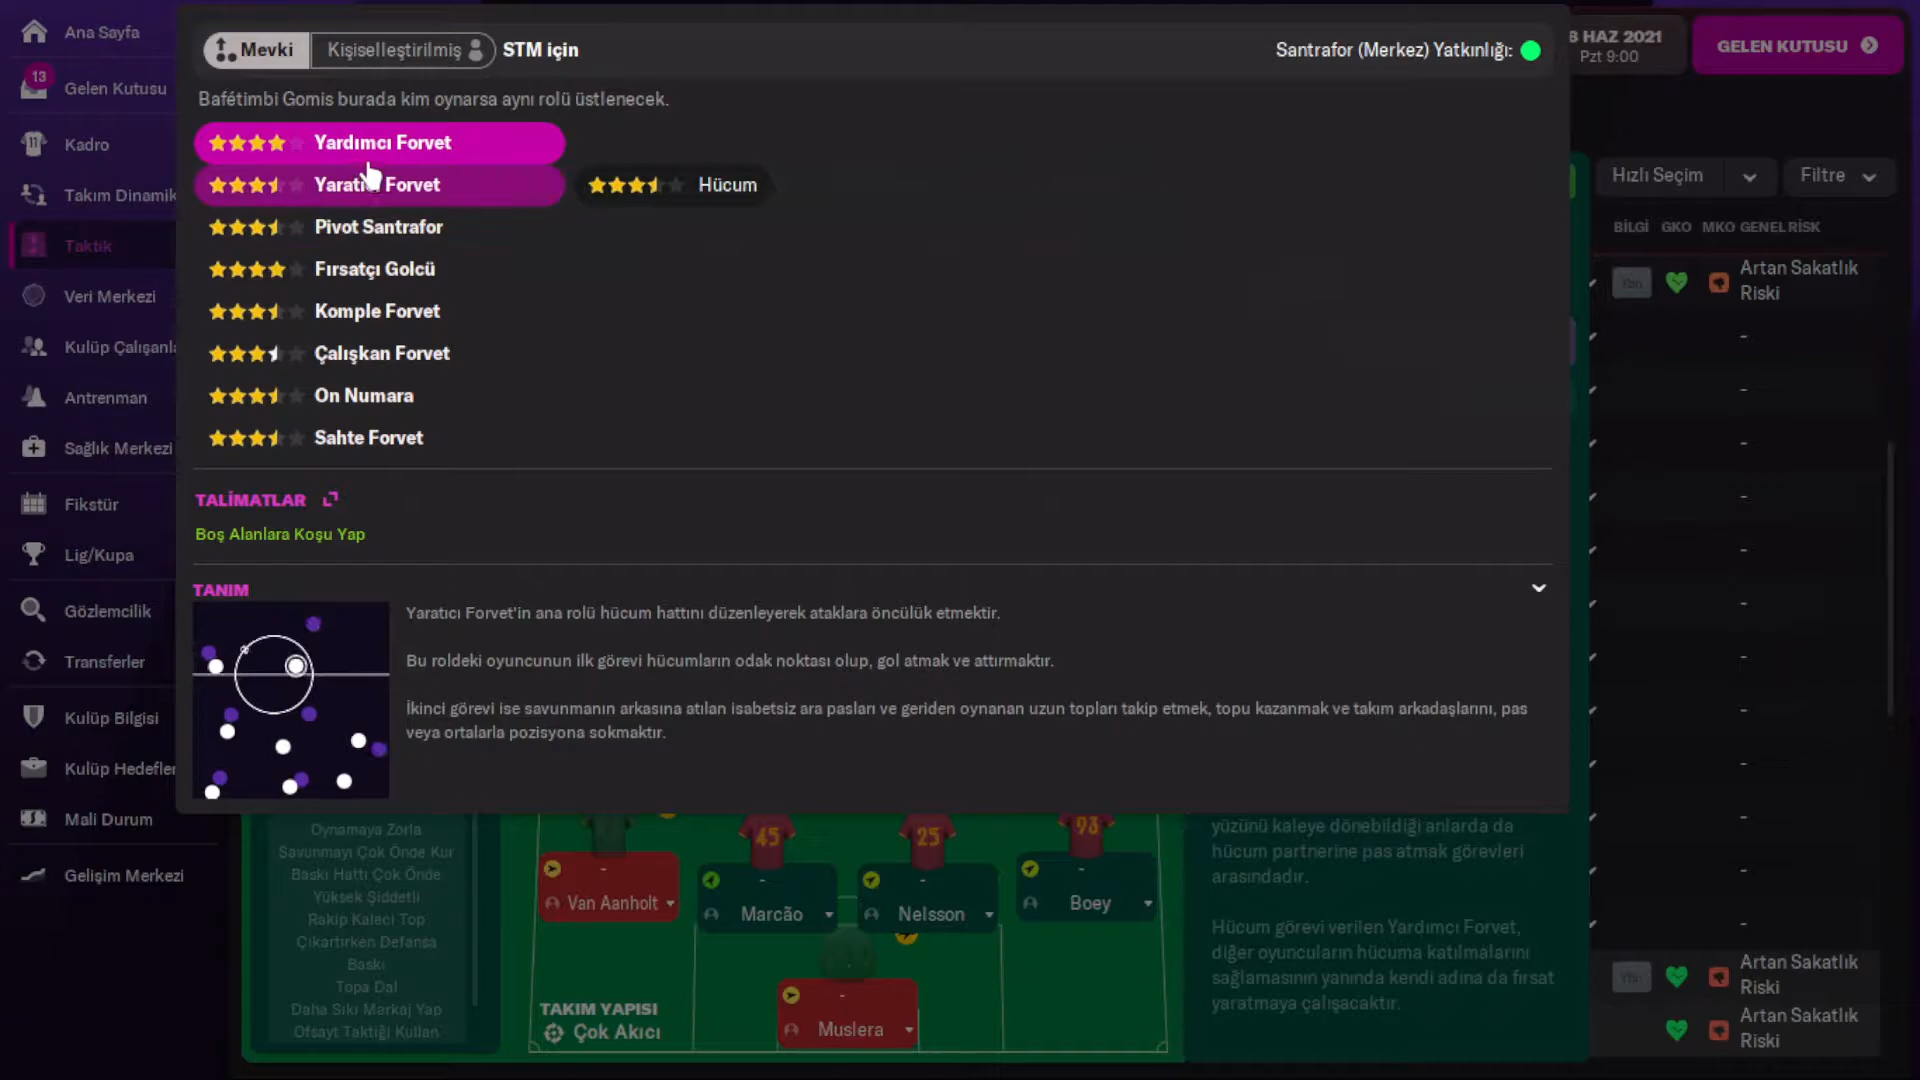 Ana Sayfa
13
Gelen Kutusu
Kadro
Takım Dinamik
Taktik
Veri Merkezi
Kulüp Çalışanla
Antrenman
Sağlık Merkezi
Fikstür
Lig/Kupa
Gözlemcilik
Transferler
Kulüp Bilgisi
Kulüp Hedefler
Mali Durum
Gelişim Merkezi
Mevki
Kişiselleştirilmiş
STM için
Santrafor (Merkez) Yatkınlığı:
Bafétimbi Gomis burada kim oynarsa aynı rolü üstlenecek.
Yardımcı Forvet
Forvet
Hücum
Pivot Santrafor
Fırsatçı Golcü
Komple Forvet
Çalışkan Forvet
On Numara
Sahte Forvet
TALİMATLAR
Boş Alanlara Koşu Yap
TANIM
Yaratıcı Forvet'in ana rolü hücum hattını düzenleyerek ataklara öncülük etmektir.
Bu roldeki oyuncunun ilk görevi hücumların odak noktası olup, gol atmak ve attırmaktır.
İkinci görevi ise savunmanın arkasına atılan isabetsiz ara pasları ve geriden oynanan uzun topları takip etmek, topu kazanmak ve takım arkadaşlarını, pas
veya ortalarla pozisyona sokmaktır.
HAZ 2021
Pzt 9:00
GELEN KUTUSU
Hızlı Seçim
Filtre
BİLGİ GKO MKO GENEL RİSK
Artan Sakatlık
Riski
Oynamaya Zorla
Savunmayı Çok Önde Kur
Baskı Hattı Çok Önde
Yüksek Şiddetli
Rakip Kaleci Top
Çıkartırken Defansa
Baskı
Topa Dal
Daha Sıkı Markaj Yap
Ofsayt Taktiği Kullan
45
25
93
Van Aanholt
Marcão
Nelsson
Boey
TAKIM YAPISI
Çok Akıcı
Muslera
yüzünü kaleye dönebildiği anlarda da
hücum partnerine pas atmak görevleri
arasındadır.
Hücum görevi verilen Yardımcı Forvet,
diğer oyuncuların hücuma katılmalarını
sağlamasının yanında kendi adına da fırsat
yaratmaya çalışacaktır.
Artan Sakatlık
Riski
Artan Sakatlık
Riski